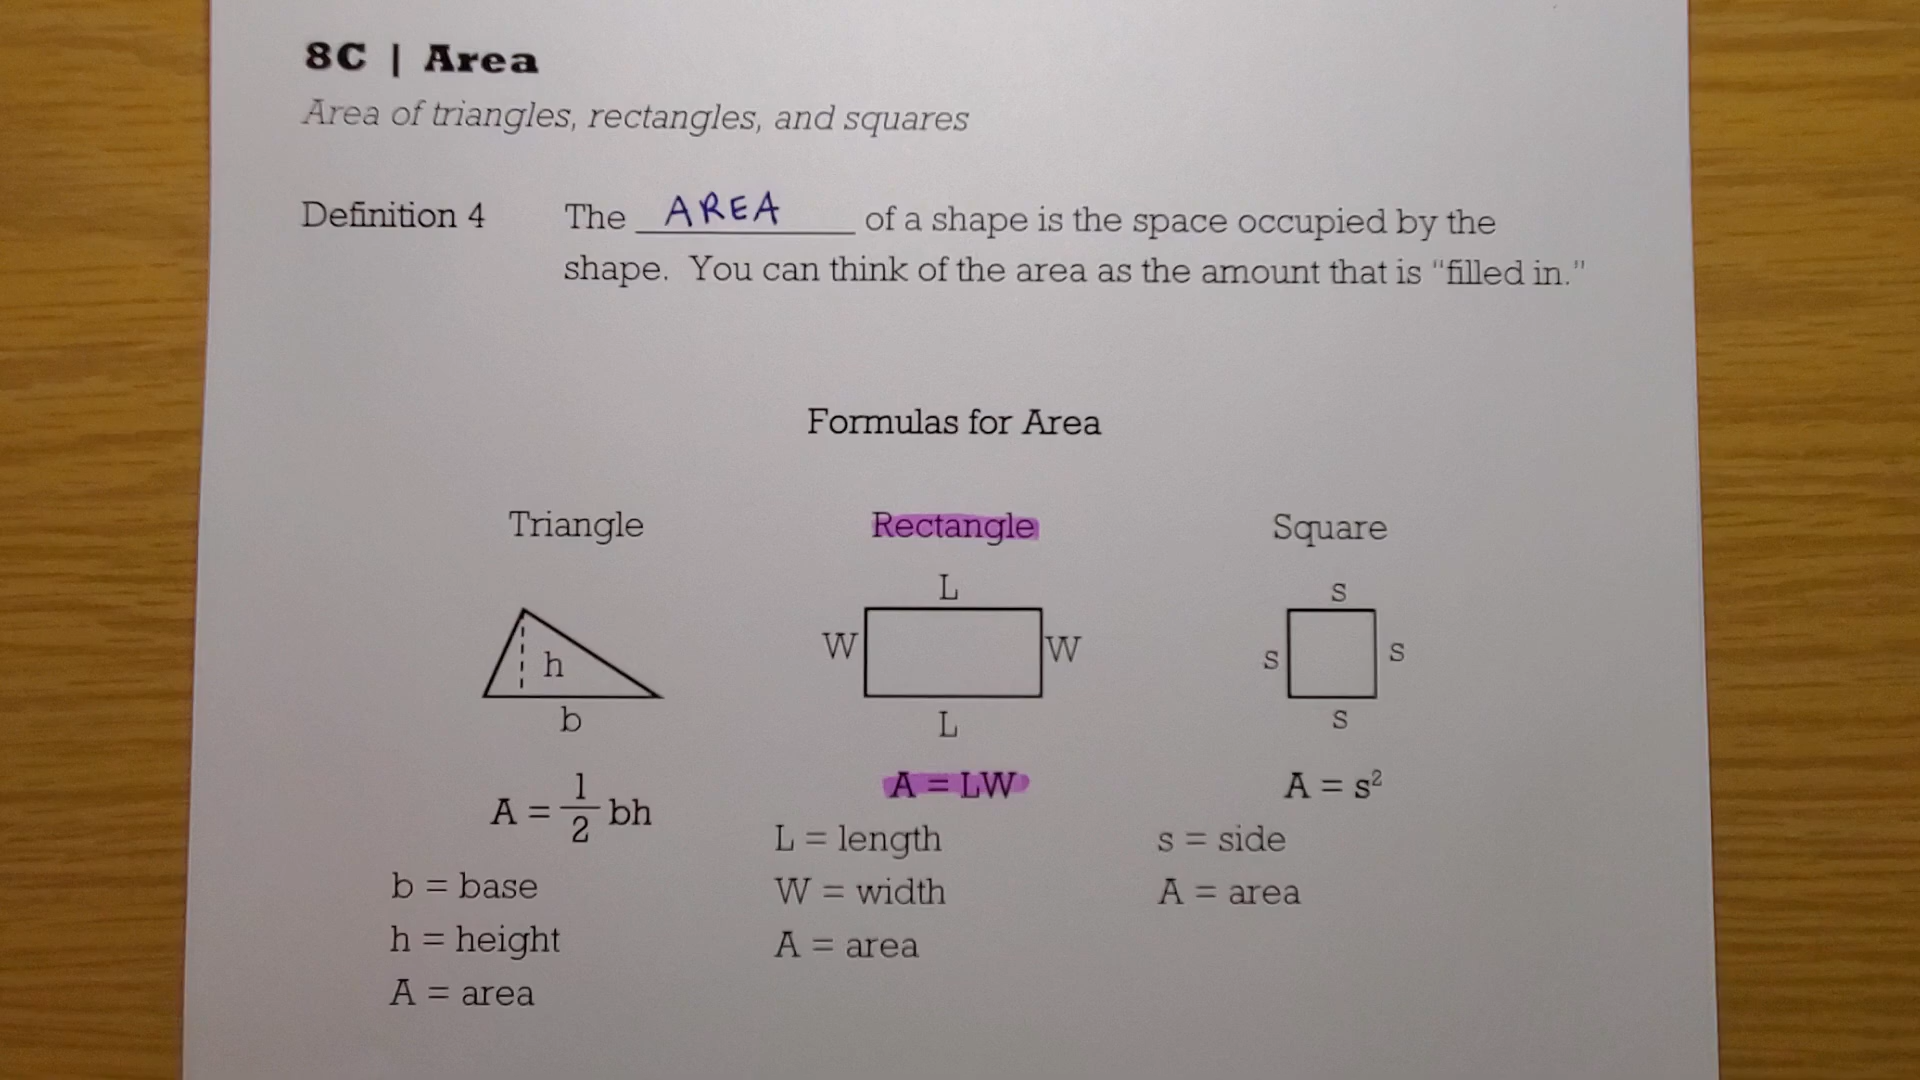 8C | Area
Area of triangles, rectangles, and squares
Definition 4 The AREA of a shape is the space occupied by the
shape. You can think of the area as the amount that is "filled in."
Formulas for Area
Triangle Rectangle Square
L s
W W s s
h
b L s
A = 1/2 bh A = LW A = s²
L = length s = side
b = base W = width A = area
h = height A = area
A = area